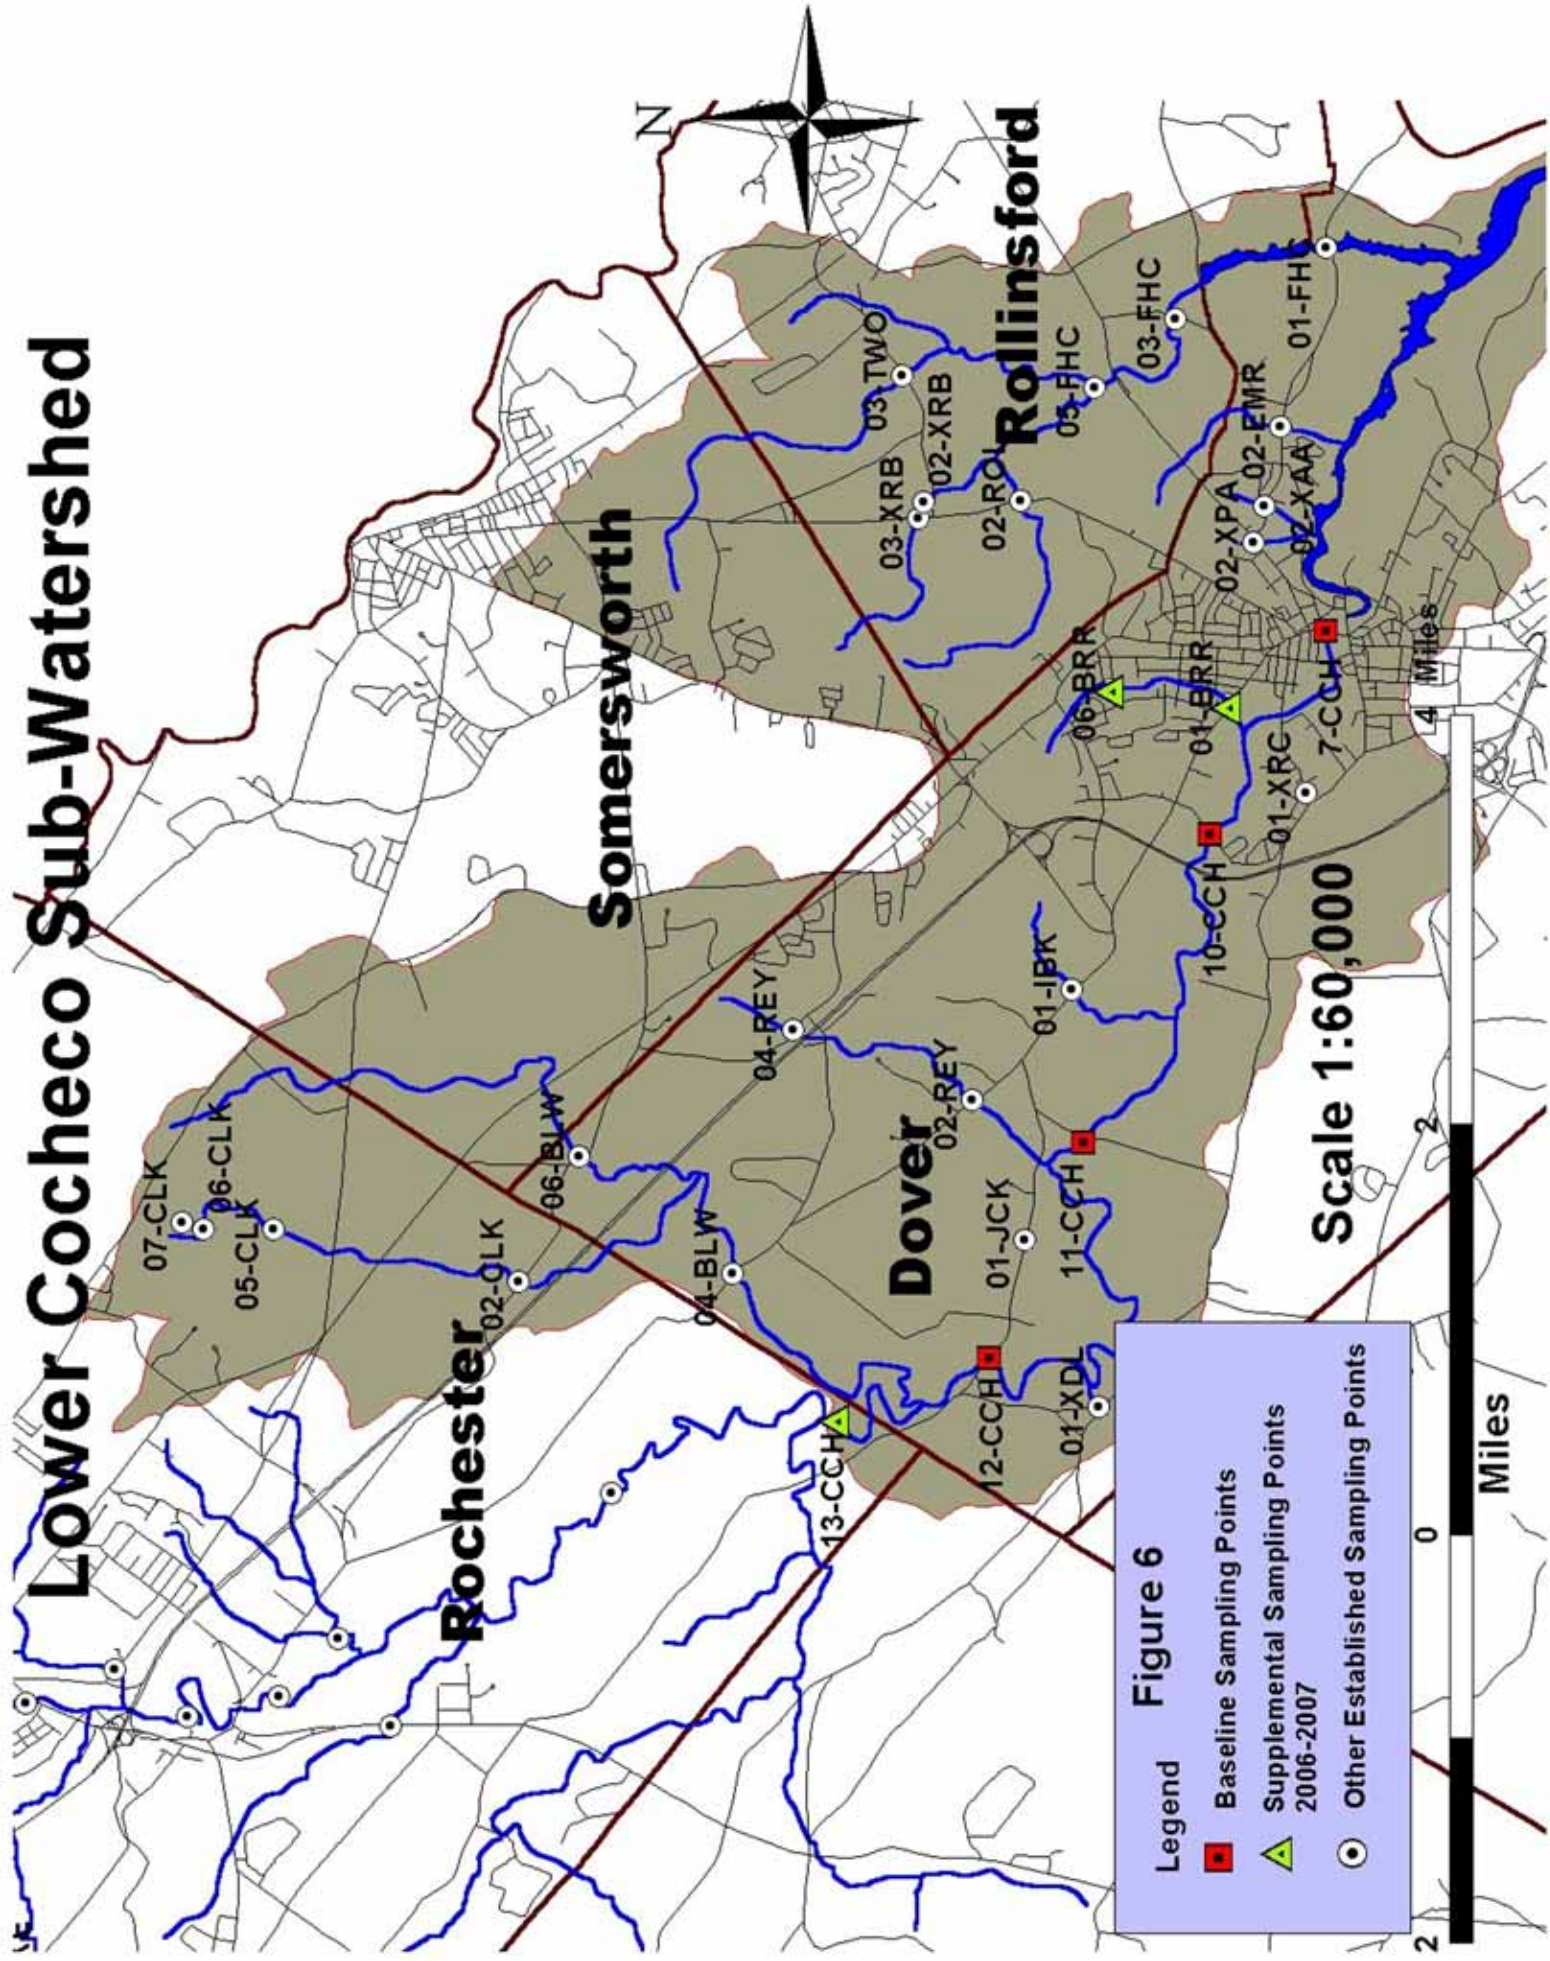 Lower Cocheco Sub-Watershed
N
Somersworth
Rochester
Rollinsford
Dover
07-CLK
06-CLK
05-CLK
02-CLK
06-BLW
04-BLW
04-REY
02-REY
01-IBK
01-JCK
11-CCH
12-CCH
13-CCH
01-XDL
10-CCH
01-XRC
7-CCH
06-BRR
01-BRR
03-TWO
02-XRB
03-XRB
02-ROL
05-FHC
03-FHC
01-FHC
02-EMR
02-XAA
02-XPA
Figure 6
Legend
Baseline Sampling Points
Supplemental Sampling Points
2006-2007
Other Established Sampling Points
Scale 1:60,000
2
0
2
4 Miles
Miles